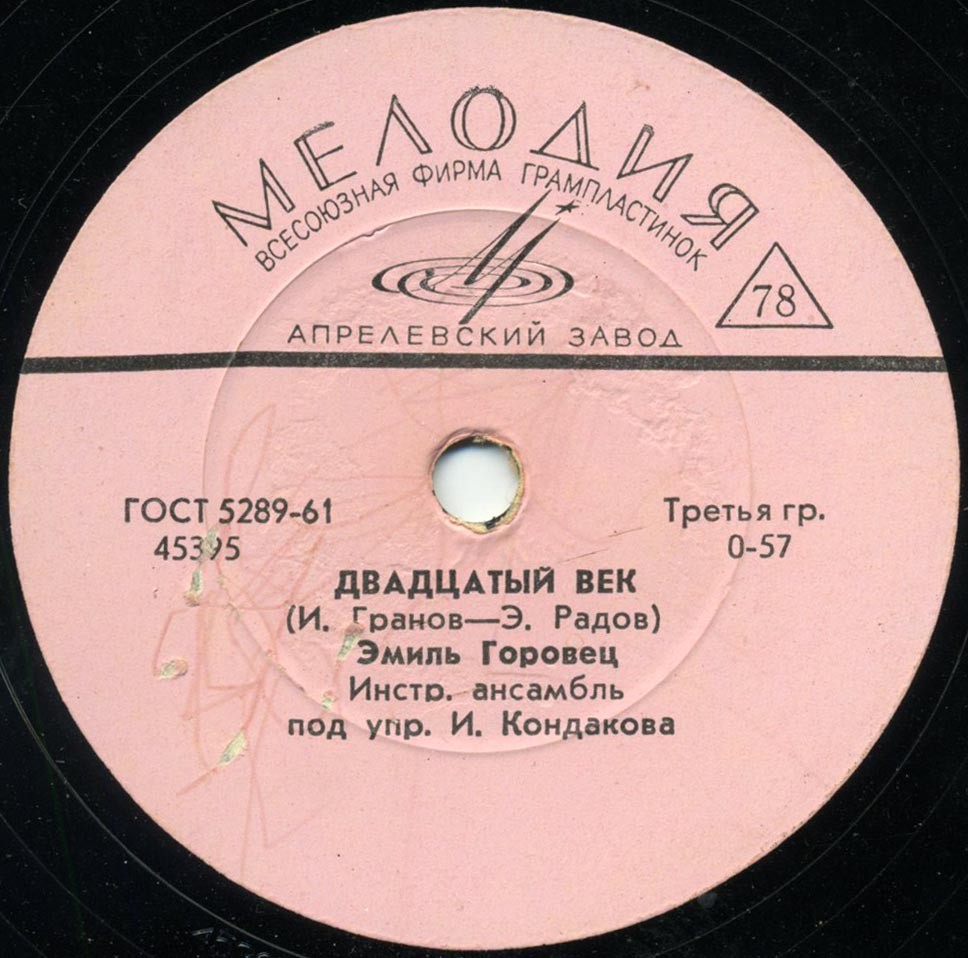 МЕЛОДИЯ
ВСЕСОЮЗНАЯ ФИРМА ГРАМПЛАСТИНОК
78
АПРЕЛЕВСКИЙ ЗАВОД
ГОСТ 5289-61
45395
Третья гр.
0-57
ДВАДЦАТЫЙ ВЕК
(И. Гранов—Э. Радов)
Эмиль Горовец
Инстр. ансамбль
под упр. И. Кондакова